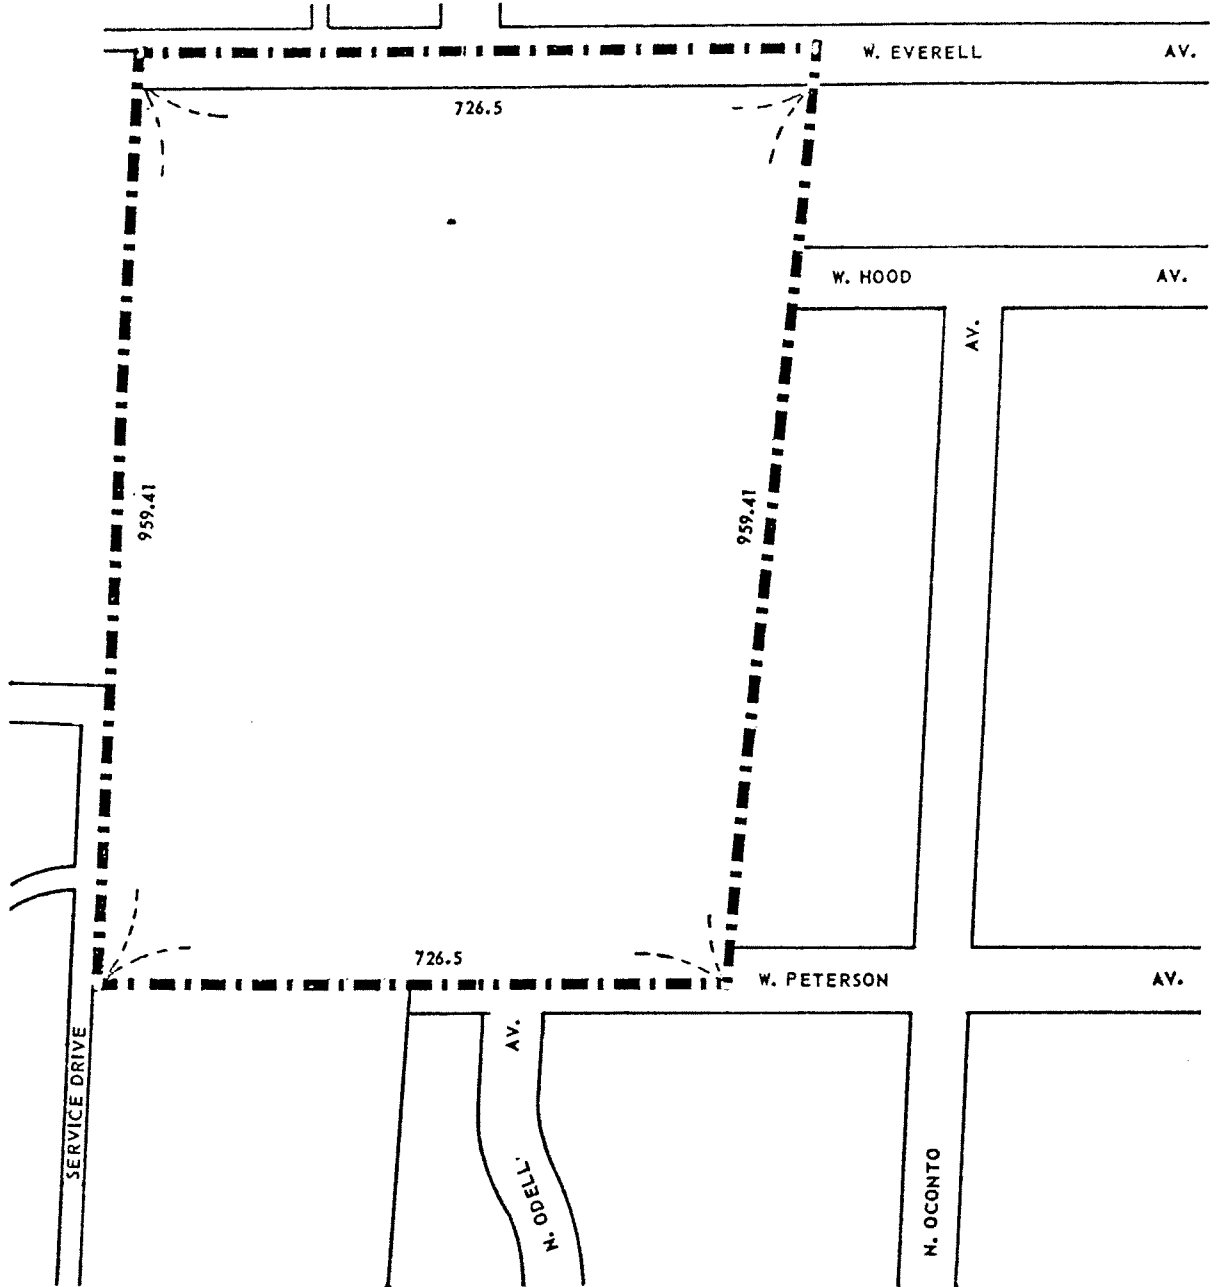 W. EVERELL AV.
726.5
W. HOOD AV.
AV.
959.41
959.41
726.5
W. PETERSON AV.
AV.
SERVICE DRIVE
N. ODELL
N. OCONTO